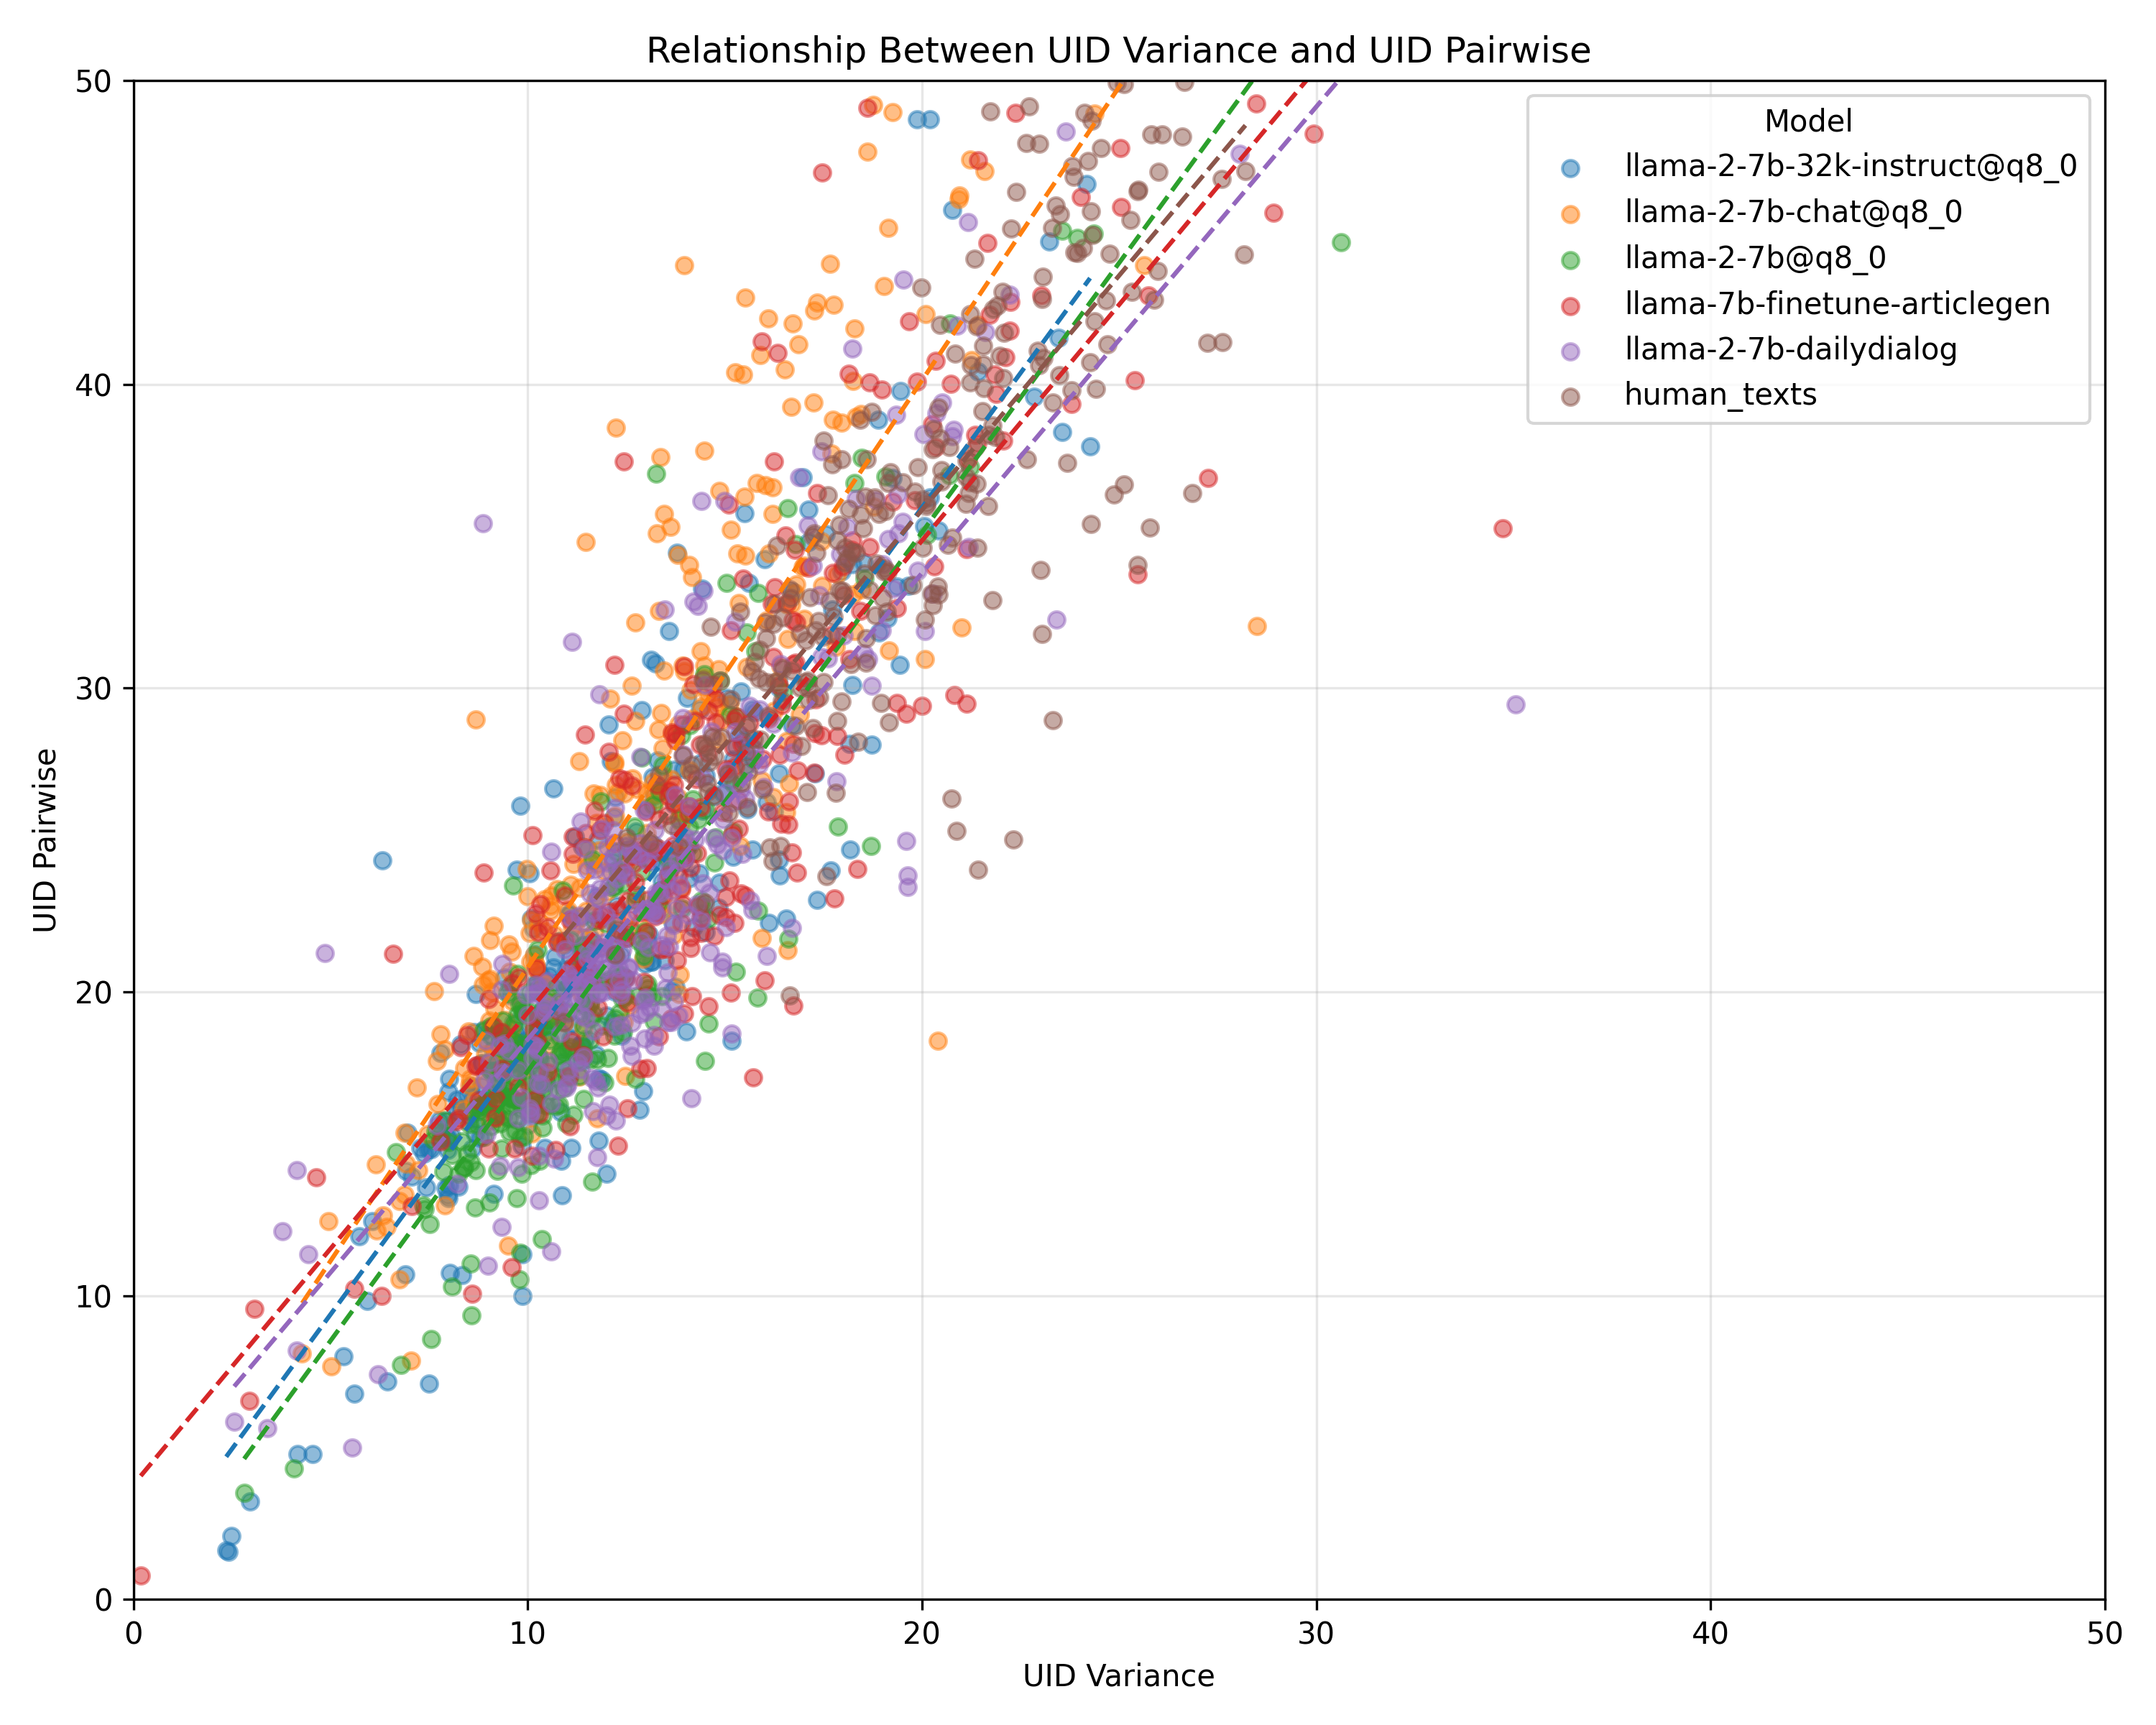 Relationship Between UID Variance and UID Pairwise
50
40
30
20
10
0
UID Pairwise
Model
llama-2-7b-32k-instruct@q8_0
llama-2-7b-chat@q8_0
llama-2-7b@q8_0
llama-7b-finetune-articlegen
llama-2-7b-dailydialog
human_texts
0 10 20 30 40 50
UID Variance